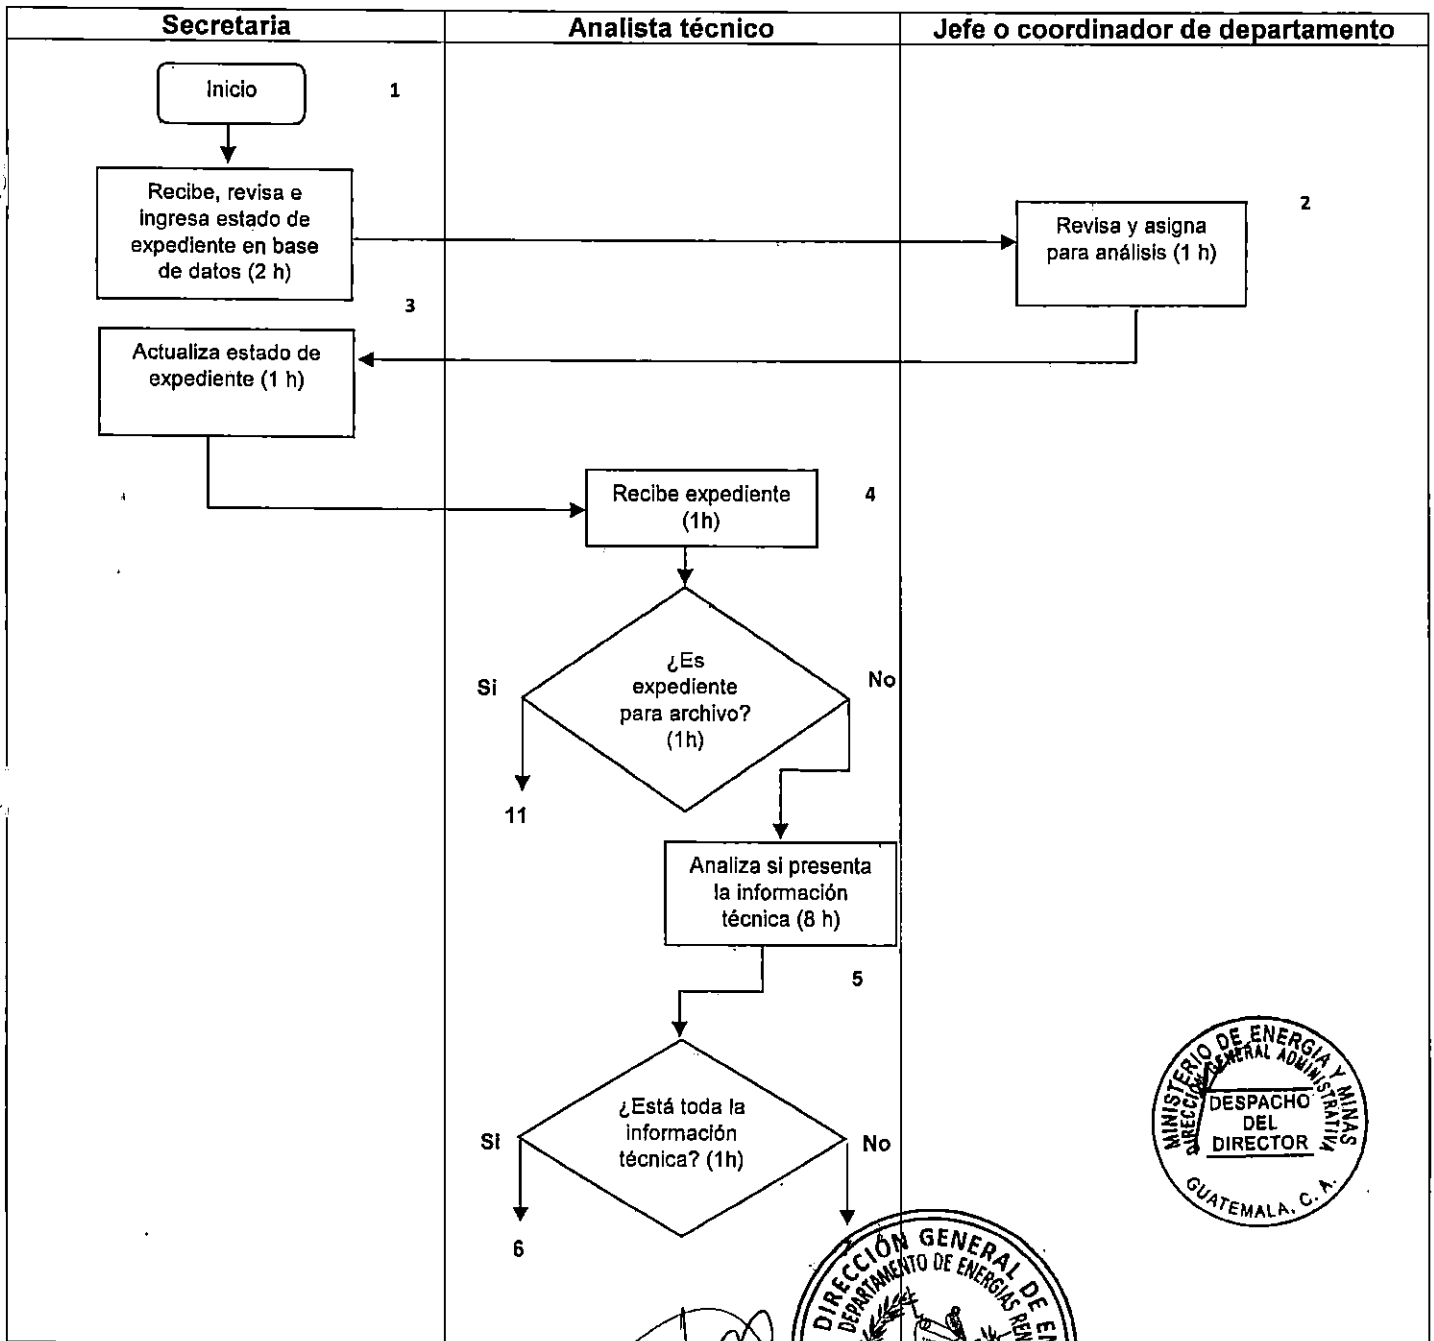 Secretaria
Analista técnico
Jefe o coordinador de departamento
Inicio
1
Recibe, revisa e
ingresa estado de
expediente en base
de datos (2 h)
2
Revisa y asigna
para análisis (1 h)
3
Actualiza estado de
expediente (1 h)
Recibe expediente
(1h)
4
¿Es
expediente
para archivo?
(1h)
Si
No
11
Analiza si presenta
la información
técnica (8 h)
5
¿Está toda la
información
técnica? (1h)
Si
No
6
MINISTERIO DE ENERGIA Y MINAS
DIRECCIÓN GENERAL ADMINISTRATIVA
DESPACHO
DEL
DIRECTOR
GUATEMALA, C. A.
DIRECCIÓN GENERAL DE
DEPARTAMENTO DE ENERGIAS